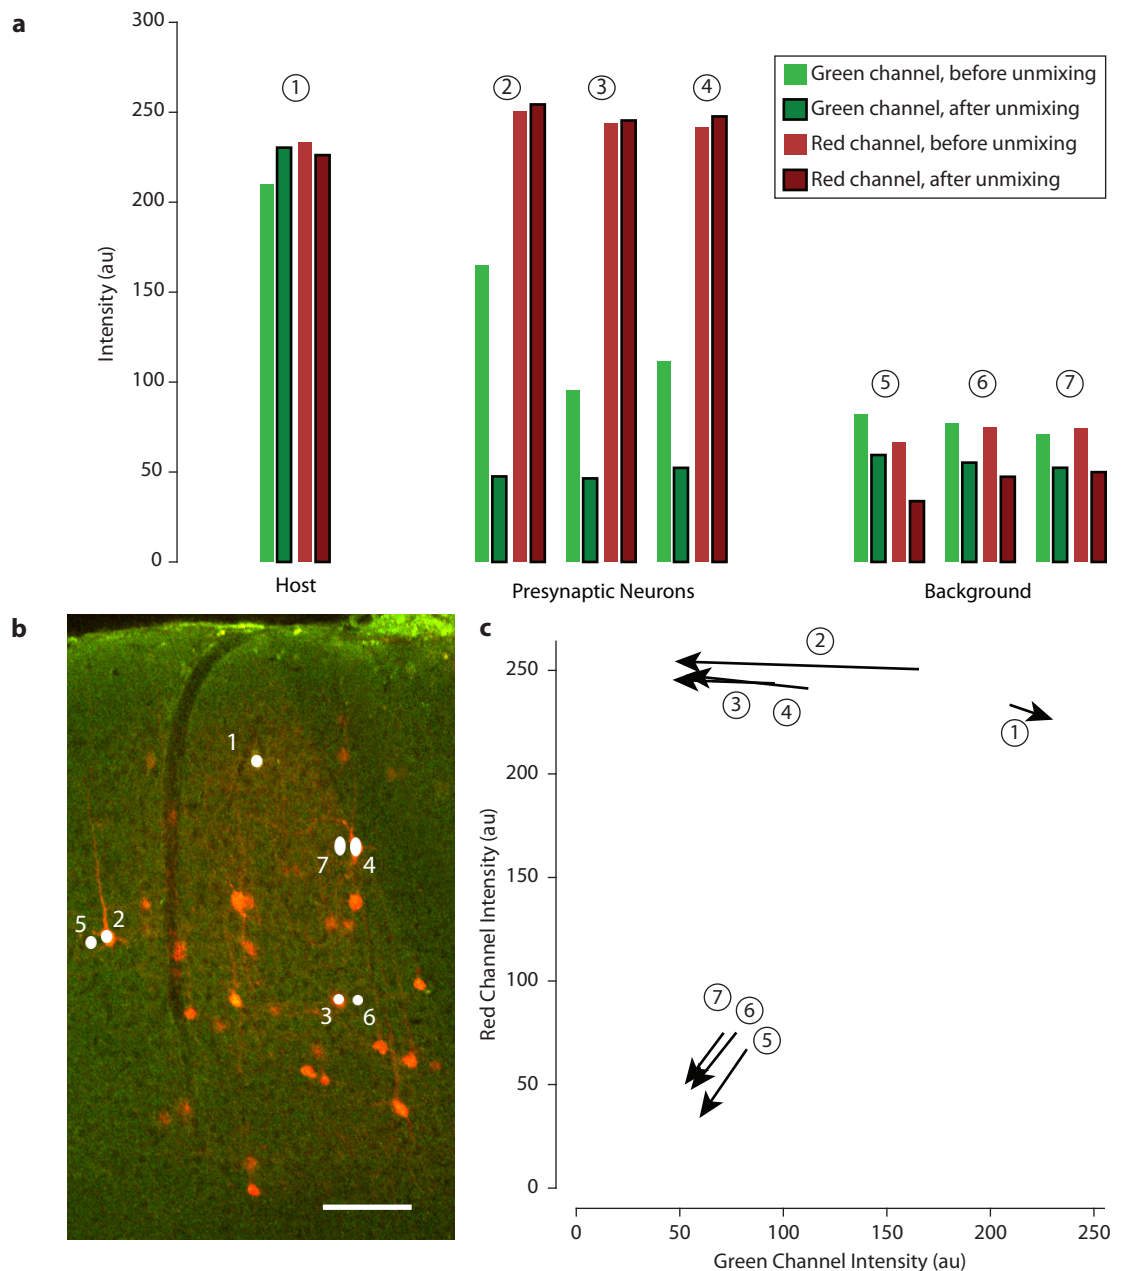 a
300
250
200
150
100
50
0
Intensity (au)
1
2
3
4
5
6
7
Green channel, before unmixing
Green channel, after unmixing
Red channel, before unmixing
Red channel, after unmixing
Host
Presynaptic Neurons
Background
b
1
7 4
5 2
3 6
c
250
200
150
100
50
0
Red Channel Intensity (au)
2
3
4
1
7
6
5
0 50 100 150 200 250
Green Channel Intensity (au)